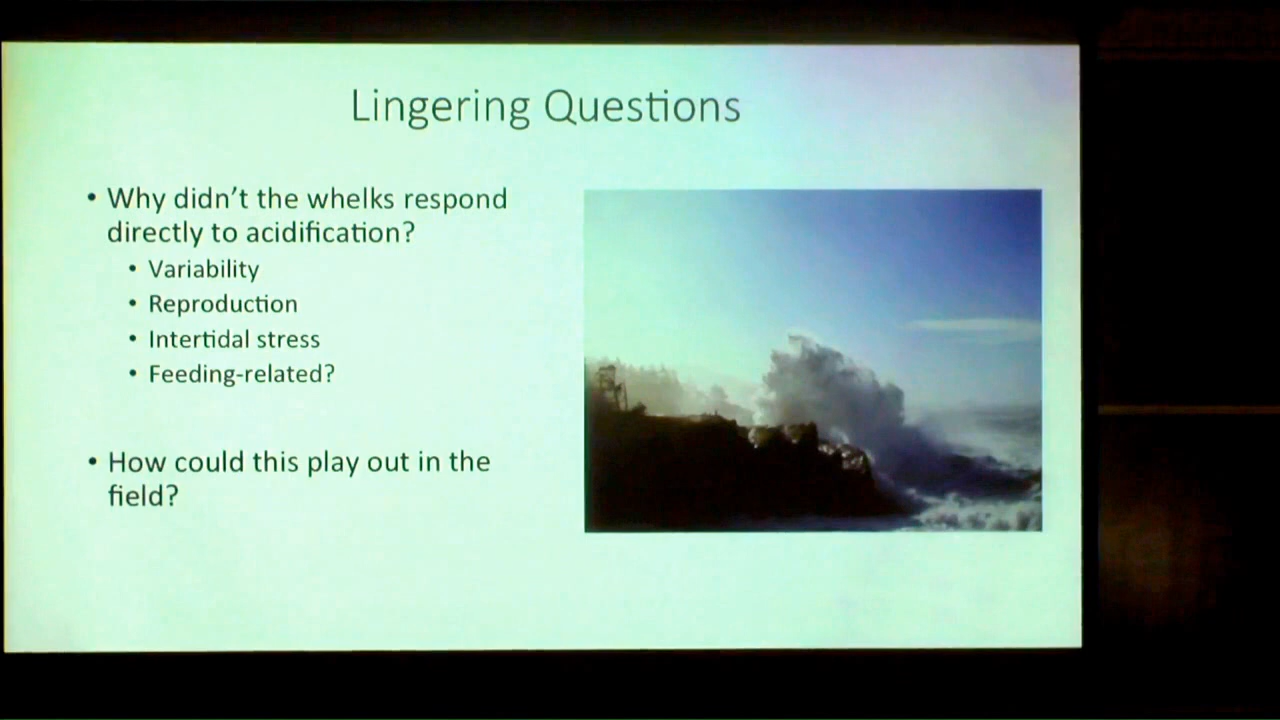 Lingering Questions
• Why didn't the whelks respond
directly to acidification?
• Variability
• Reproduction
• Intertidal stress
• Feeding-related?
• How could this play out in the
field?